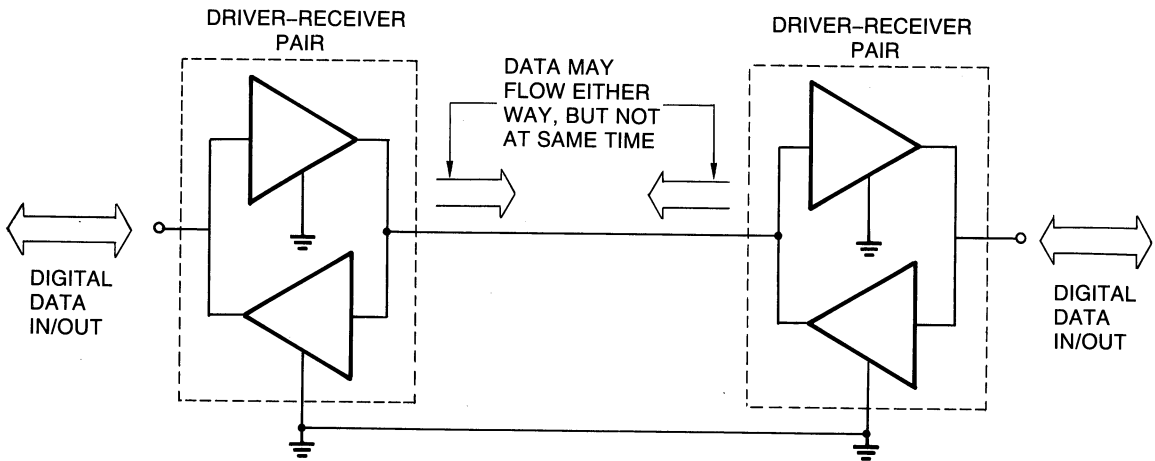 DRIVER–RECEIVER
PAIR
DATA MAY
FLOW EITHER
WAY, BUT NOT
AT SAME TIME
DRIVER–RECEIVER
PAIR
DIGITAL
DATA
IN/OUT
DIGITAL
DATA
IN/OUT